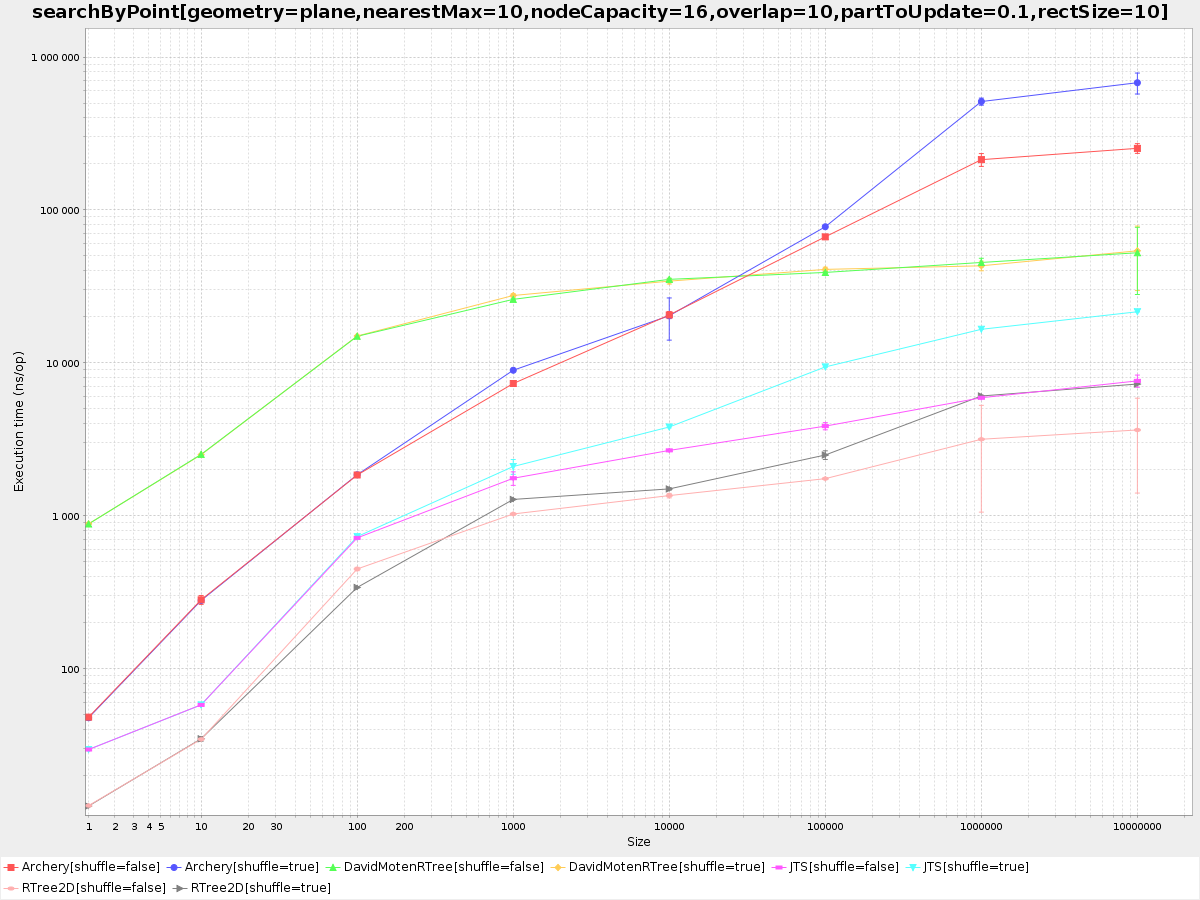 searchByPoint[geometry=plane,nearestMax=10,nodeCapacity=16,overlap=10,partToUpdate=0.1,rectSize=10]
1 000 000
100 000
10 000
1 000
100
Execution time (ns/op)
1 2 3 4 5 10 20 30 100 200 1000 10000 100000 1000000 10000000
Size
Archery[shuffle=false] Archery[shuffle=true] DavidMotenRTree[shuffle=false] DavidMotenRTree[shuffle=true] JTS[shuffle=false] JTS[shuffle=true]
RTree2D[shuffle=false] RTree2D[shuffle=true]